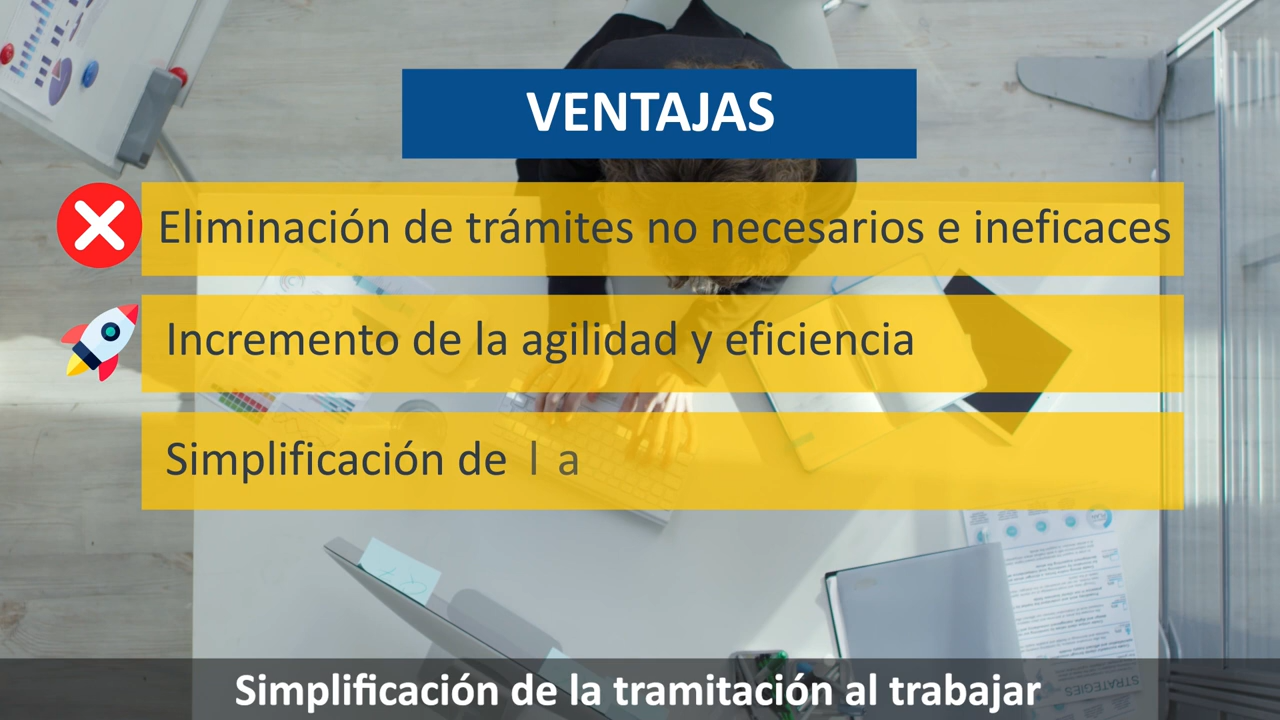 VENTAJAS
Eliminación de trámites no necesarios e ineficaces
Incremento de la agilidad y eficiencia
Simplificación de l a
STRATEGIES
Simplificación de la tramitación al trabajar